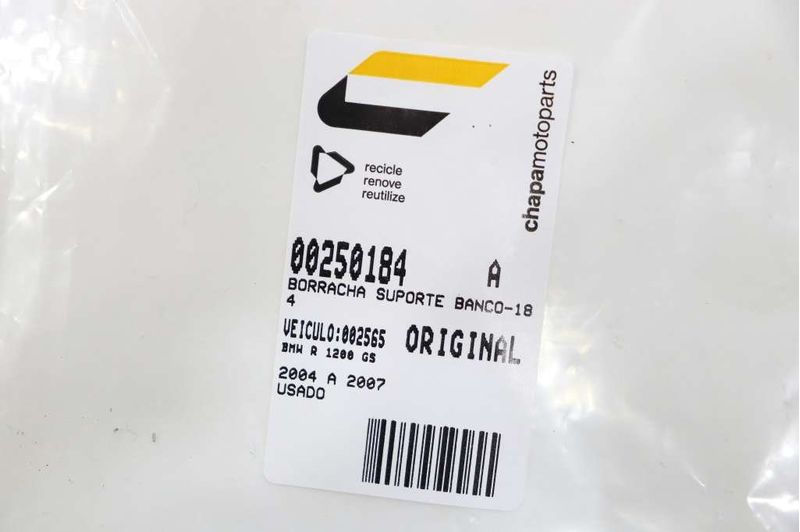 chapamotoparts
recicle
renove
reutilize
00250184 A
BORRACHA SUPORTE BANCO-18
4
VEICULO:002565 ORIGINAL
BMW R 1200 GS
2004 A 2007
USADO